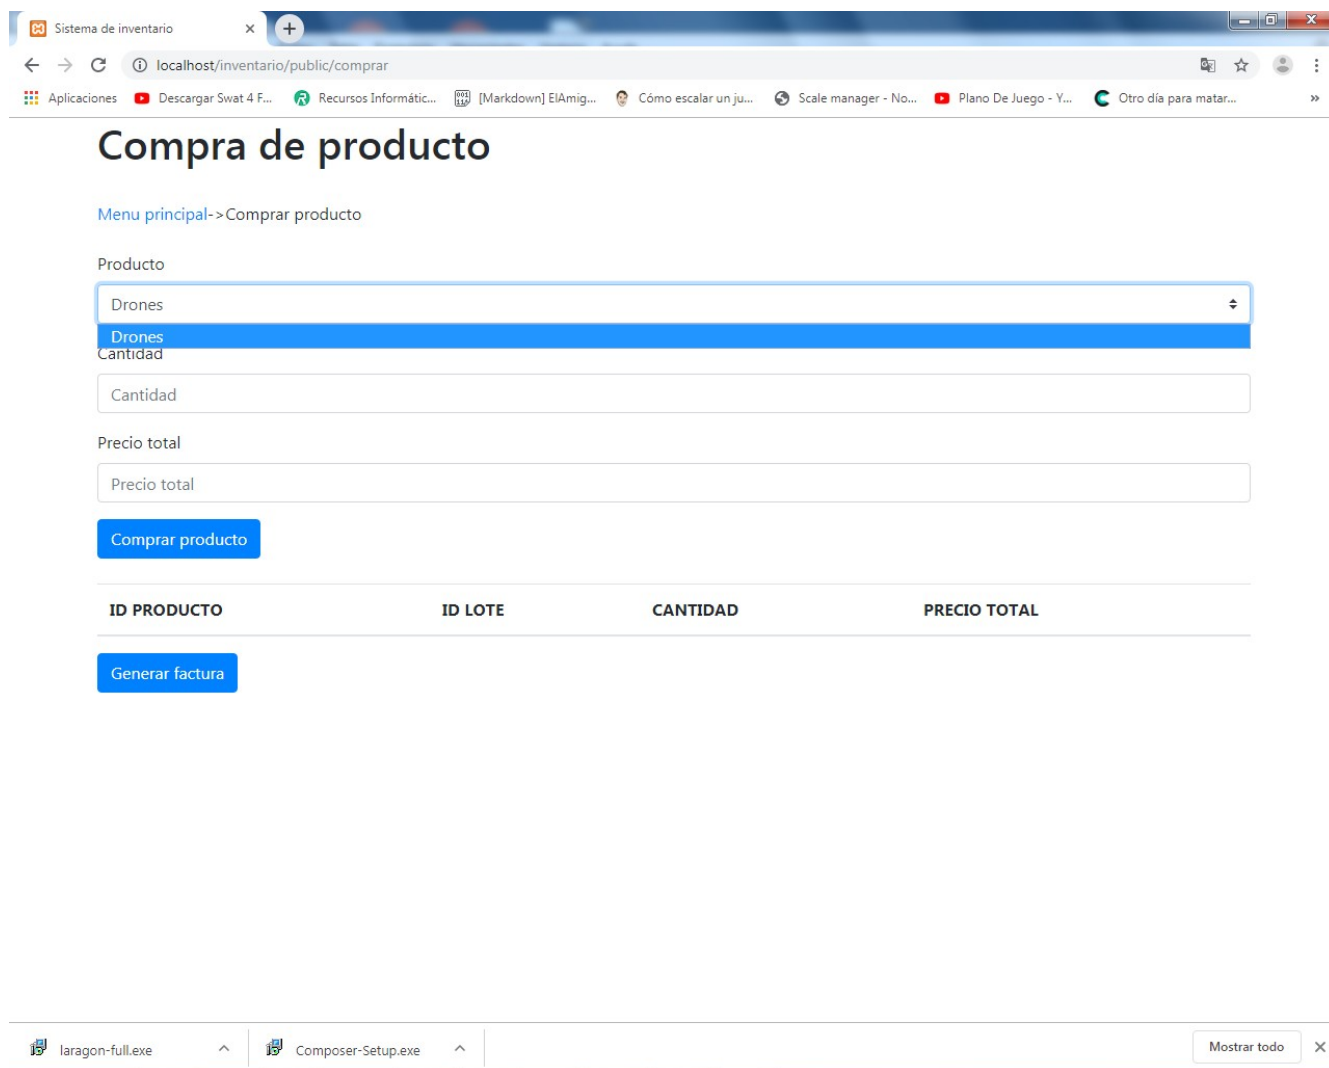 Sistema de inventario
localhost/inventario/public/comprar
Aplicaciones Descargar Swat 4 F... Recursos Informátic... [Markdown] ElAmig... Cómo escalar un ju... Scale manager - No... Plano De Juego - Y... Otro día para matar... »
Compra de producto
Menu principal->Comprar producto
Producto
Drones
Drones
Cantidad
Cantidad
Precio total
Precio total
Comprar producto
ID PRODUCTO ID LOTE CANTIDAD PRECIO TOTAL
Generar factura
laragon-full.exe Composer-Setup.exe Mostrar todo